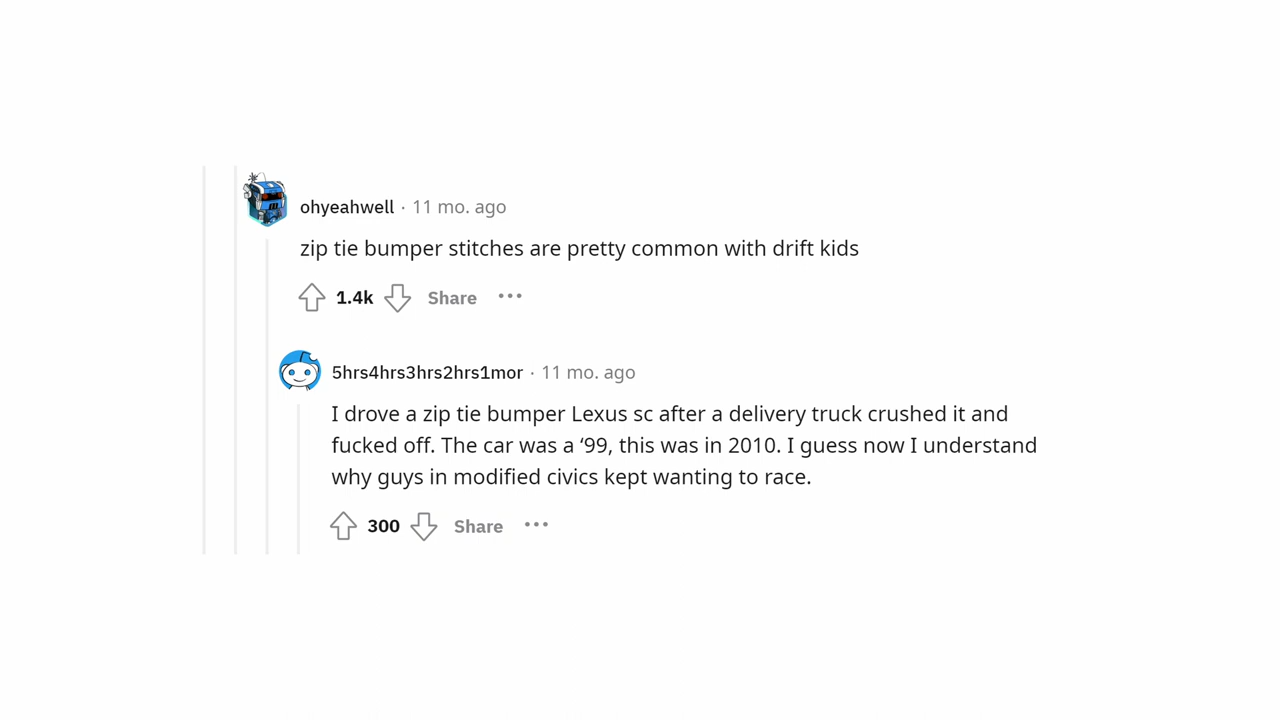 ohyeahwell · 11 mo. ago
zip tie bumper stitches are pretty common with drift kids
1.4k Share ···
5hrs4hrs3hrs2hrs1mor · 11 mo. ago
I drove a zip tie bumper Lexus sc after a delivery truck crushed it and
fucked off. The car was a ‘99, this was in 2010. I guess now I understand
why guys in modified civics kept wanting to race.
300 Share ···